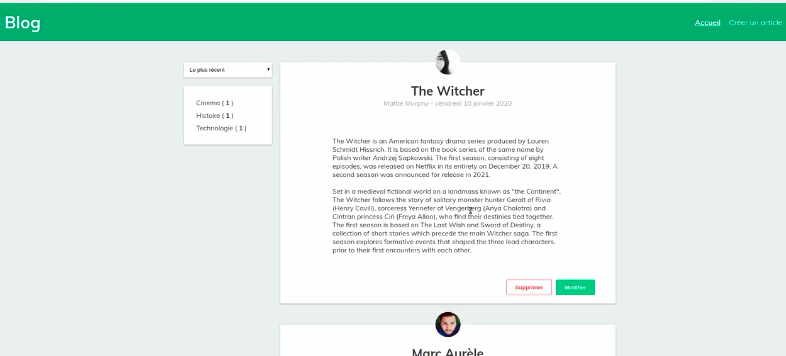 Blog
Accueil Créer un article
Le plus récent
Cinema ( 1 )
Histoire ( 1 )
Technologie ( 1 )
The Witcher
Mattie Murphy - vendredi 10 janvier 2020
The Witcher is an American fantasy drama series produced by Lauren
Schmidt Hissrich. It is based on the book series of the same name by
Polish writer Andrzej Sapkowski. The first season, consisting of eight
episodes, was released on Netflix in its entirety on December 20, 2019. A
second season was announced for release in 2021.
Set in a medieval fictional world on a landmass known as "the Continent",
The Witcher follows the story of solitary monster hunter Geralt of Rivia
(Henry Cavill), sorceress Yennefer of Vengerberg (Anya Chalotra) and
Cintran princess Ciri (Freya Allan), who find their destinies tied together.
The first season is based on The Last Wish and Sword of Destiny, a
collection of short stories which precede the main Witcher saga. The first
season explores formative events that shaped the three lead characters,
prior to their first encounters with each other.
Supprimer Modifier
Marc Aurèle